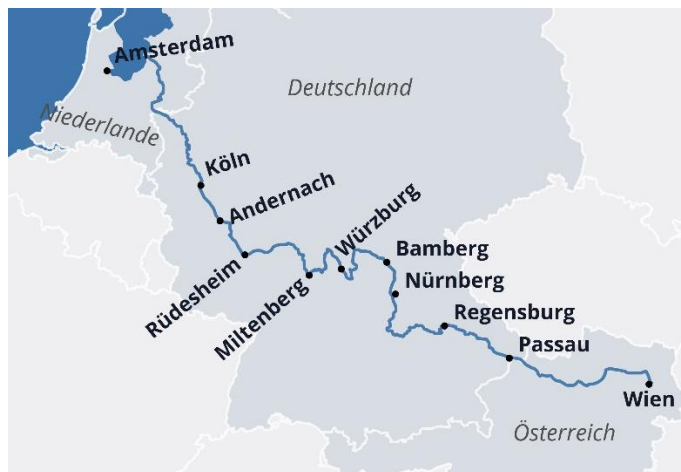 Amsterdam
Deutschland
Niederlande
Köln
Andernach
Würzburg
Rüdesheim
Miltenberg
Bamberg
Nürnberg
Regensburg
Passau
Wien
Österreich